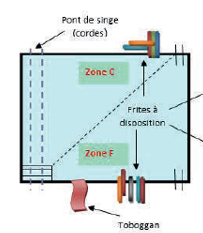 Pont de singe
(cordes)
Zone C
Frites à
disposition
Zone F
Toboggan